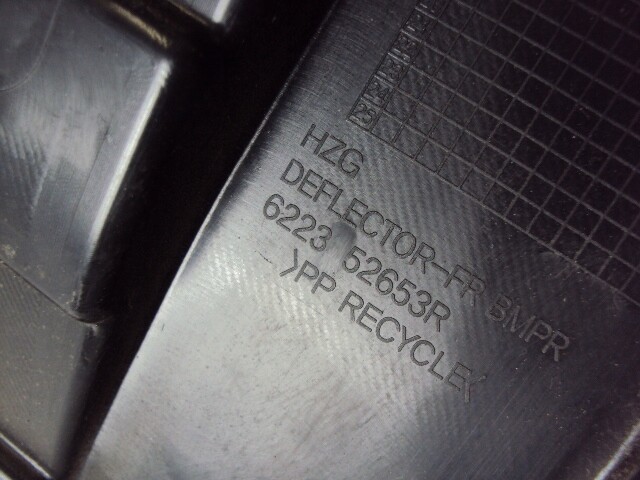 HZG
DEFLECTOR-FR BMPR
6223 52653R
>PP RECYCLE<